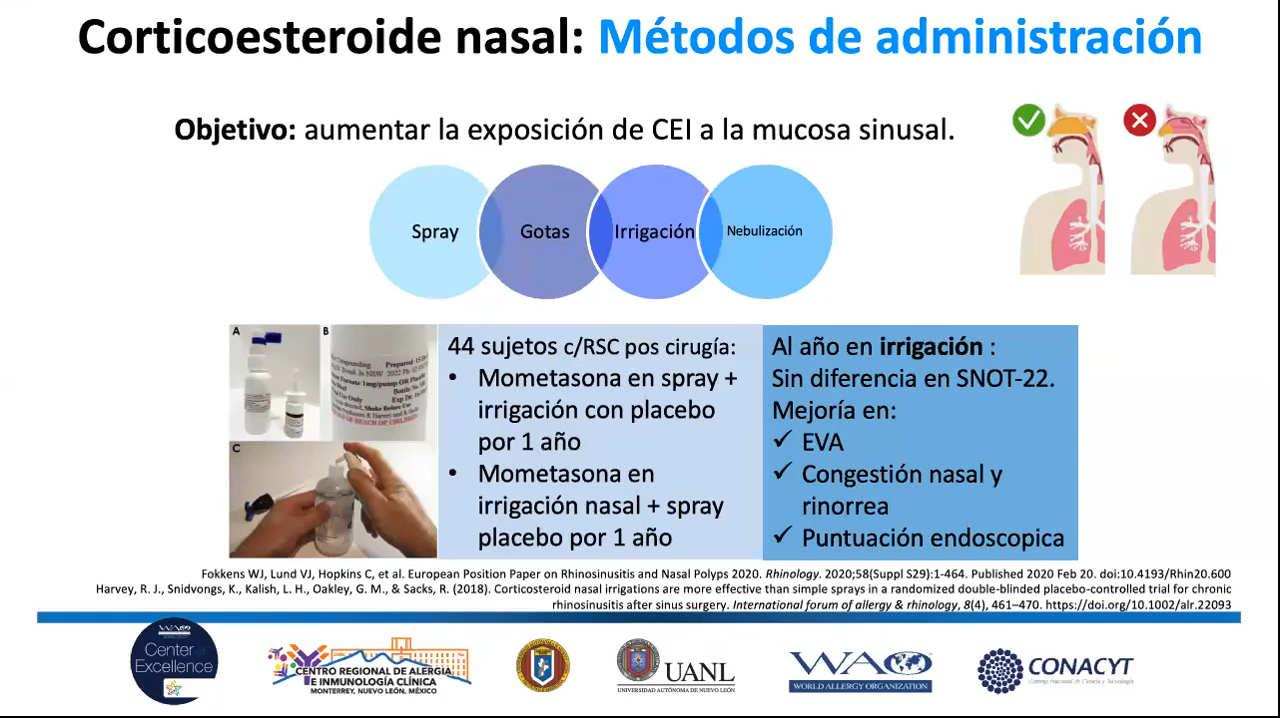 Corticoesteroide nasal: Métodos de administración
Objetivo: aumentar la exposición de CEI a la mucosa sinusal.
Spray
Gotas
Irrigación
Nebulización
A
B
C
44 sujetos c/RSC pos cirugía:
• Mometasona en spray +
irrigación con placebo
por 1 año
• Mometasona en
irrigación nasal + spray
placebo por 1 año
Al año en irrigación :
Sin diferencia en SNOT-22.
Mejoría en:
✓ EVA
✓ Congestión nasal y
rinorrea
✓ Puntuación endoscopica
Fokkens WJ, Lund VJ, Hopkins C, et al. European Position Paper on Rhinosinusitis and Nasal Polyps 2020. Rhinology. 2020;58(Suppl S29):1-464. Published 2020 Feb 20. doi:10.4193/Rhin20.600
Harvey, R. J., Snidvongs, K., Kalish, L. H., Oakley, G. M., & Sacks, R. (2018). Corticosteroid nasal irrigations are more effective than simple sprays in a randomized double-blinded placebo-controlled trial for chronic
rhinosinusitis after sinus surgery. International forum of allergy & rhinology, 8(4), 461–470. https://doi.org/10.1002/alr.22093
Center
Excellence
CENTRO REGIONAL DE ALERGIA
E INMUNOLOGÍA CLÍNICA
MONTERREY, NUEVO LEÓN, MÉXICO
UANL
UNIVERSIDAD AUTÓNOMA DE NUEVO LEÓN
WAO
WORLD ALLERGY ORGANIZATION
CONACYT
Consejo Nacional de Ciencia y Tecnología